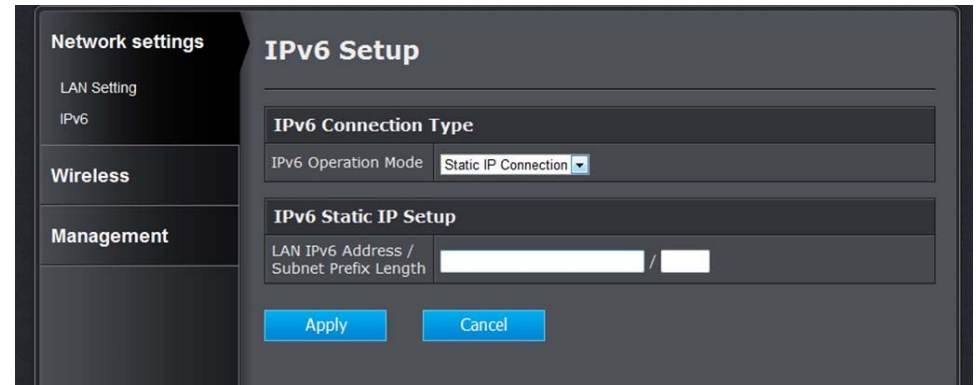 Network settings
LAN Setting
IPv6
Wireless
Management
IPv6 Setup
IPv6 Connection Type
IPv6 Operation Mode Static IP Connection
IPv6 Static IP Setup
LAN IPv6 Address /
Subnet Prefix Length /
Apply Cancel